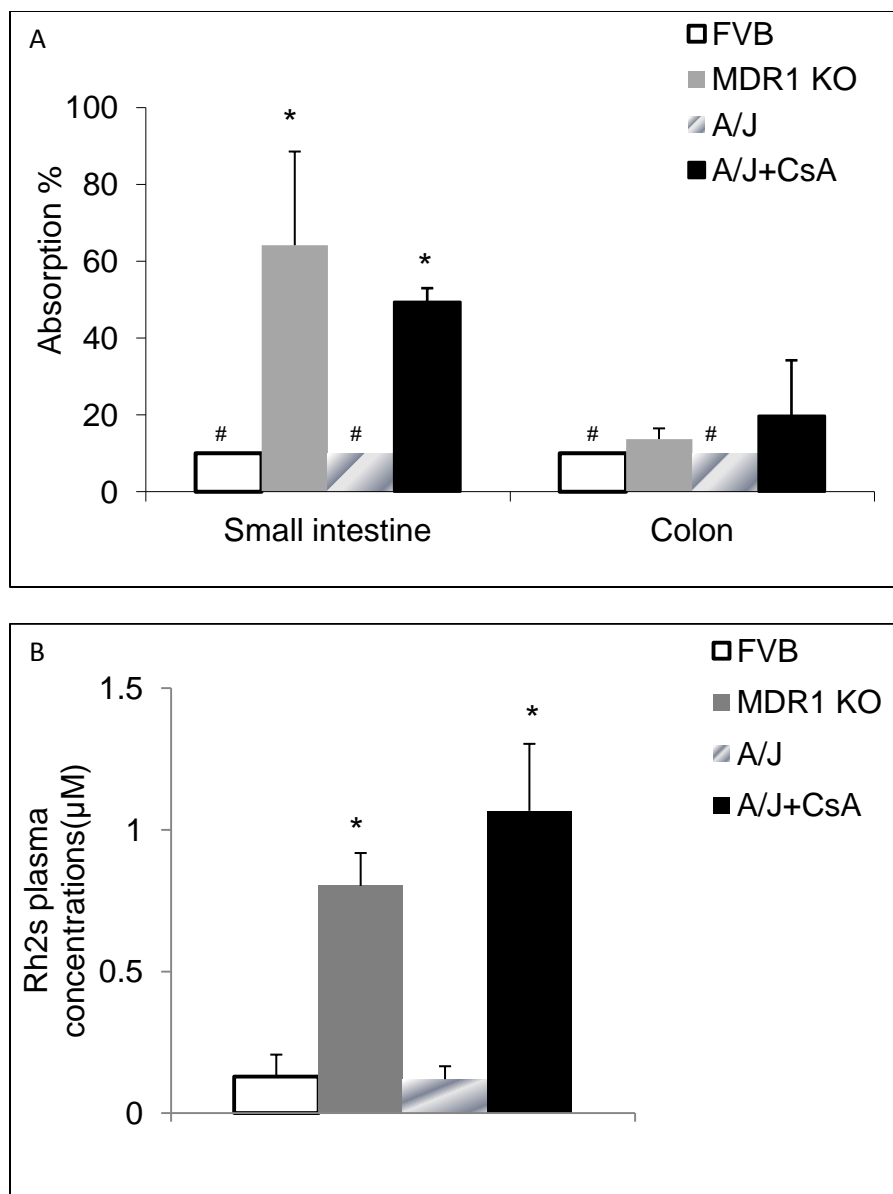 A
FVB
MDR1 KO
A/J
A/J+CsA
100
80
60
40
20
0
Absorption %
*
*
#
#
#
#
Small intestine
Colon
B
FVB
MDR1 KO
A/J
A/J+CsA
1.5
1
0.5
0
Rh2s plasma
concentrations(µM)
*
*